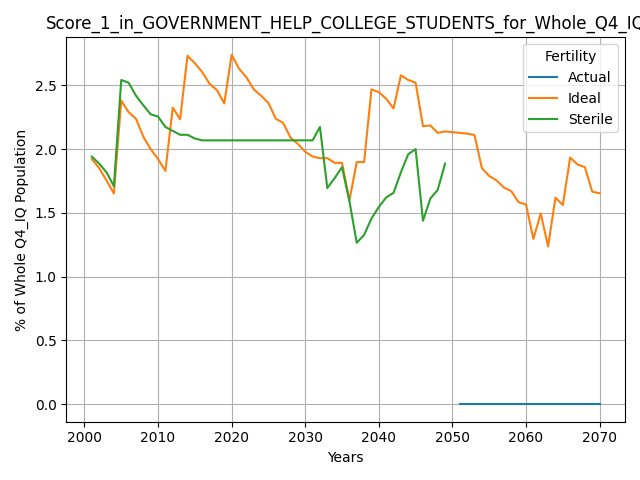 Score_1_in_GOVERNMENT_HELP_COLLEGE_STUDENTS_for_Whole_Q4_IQ
Fertility
Actual
Ideal
Sterile
% of Whole Q4_IQ Population
2.5
2.0
1.5
1.0
0.5
0.0
2000 2010 2020 2030 2040 2050 2060 2070
Years